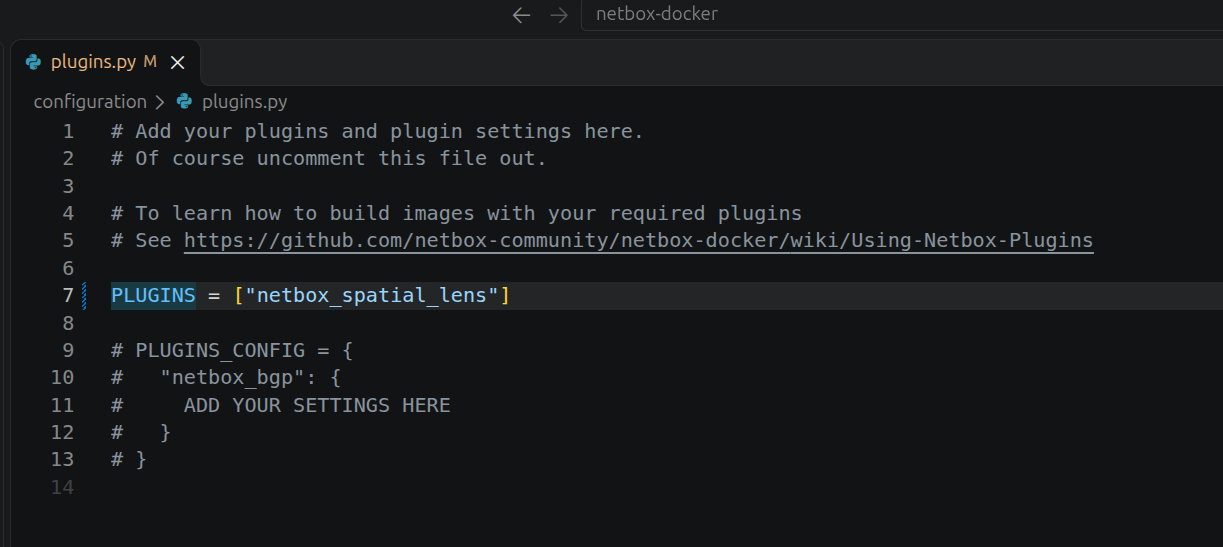 netbox-docker
plugins.py M
configuration > plugins.py
1 # Add your plugins and plugin settings here.
2 # Of course uncomment this file out.
3
4 # To learn how to build images with your required plugins
5 # See https://github.com/netbox-community/netbox-docker/wiki/Using-Netbox-Plugins
6
7 PLUGINS = ["netbox_spatial_lens"]
8
9 # PLUGINS_CONFIG = {
10 #   "netbox_bgp": {
11 #     ADD YOUR SETTINGS HERE
12 #   }
13 # }
14